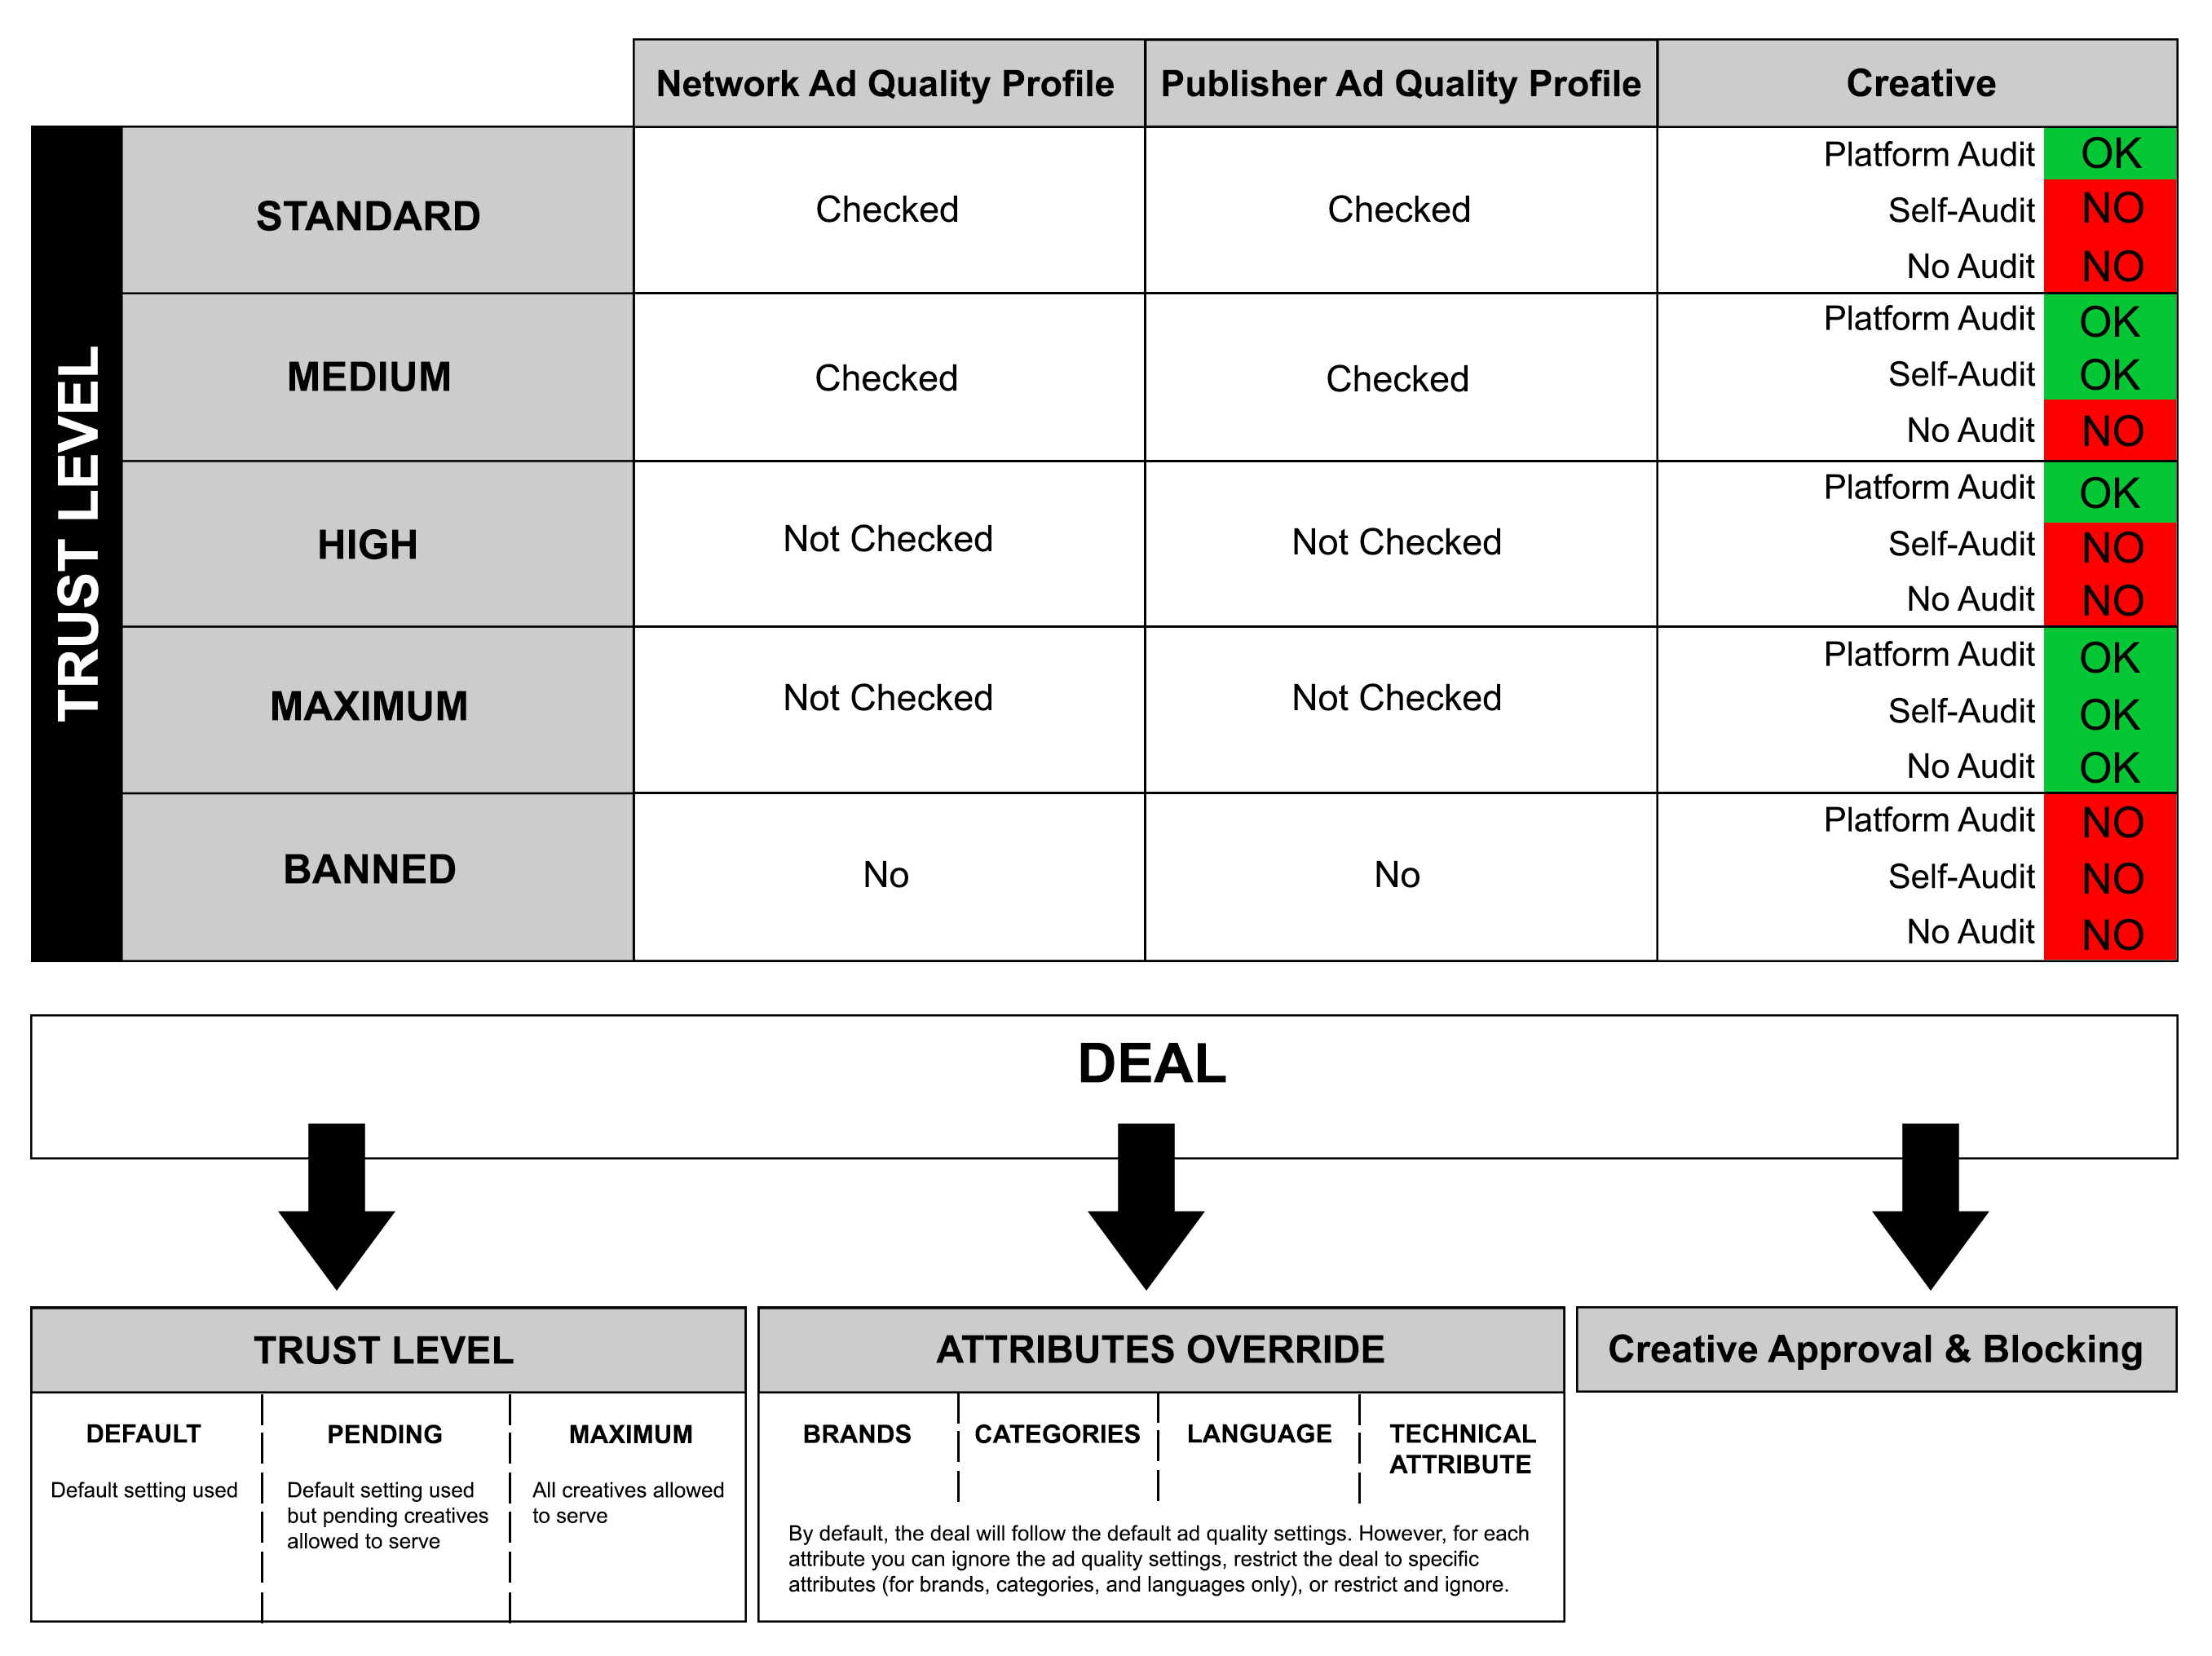 Network Ad Quality Profile
Publisher Ad Quality Profile
Creative
TRUST LEVEL
STANDARD
Checked
Checked
Platform Audit OK
Self-Audit NO
No Audit NO
MEDIUM
Checked
Checked
Platform Audit OK
Self-Audit OK
No Audit NO
HIGH
Not Checked
Not Checked
Platform Audit OK
Self-Audit NO
No Audit NO
MAXIMUM
Not Checked
Not Checked
Platform Audit OK
Self-Audit OK
No Audit OK
BANNED
No
No
Platform Audit NO
Self-Audit NO
No Audit NO
DEAL
TRUST LEVEL
DEFAULT
Default setting used
PENDING
Default setting used
but pending creatives
allowed to serve
MAXIMUM
All creatives allowed
to serve
ATTRIBUTES OVERRIDE
BRANDS
CATEGORIES
LANGUAGE
TECHNICAL
ATTRIBUTE
By default, the deal will follow the default ad quality settings. However, for each
attribute you can ignore the ad quality settings, restrict the deal to specific
attributes (for brands, categories, and languages only), or restrict and ignore.
Creative Approval & Blocking